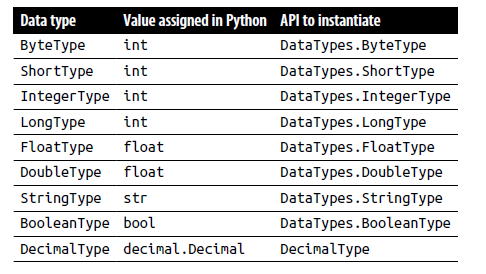 Data type Value assigned in Python API to instantiate
ByteType int DataTypes.ByteType
ShortType int DataTypes.ShortType
IntegerType int DataTypes.IntegerType
LongType int DataTypes.LongType
FloatType float DataTypes.FloatType
DoubleType float DataTypes.DoubleType
StringType str DataTypes.StringType
BooleanType bool DataTypes.BooleanType
DecimalType decimal.Decimal DecimalType